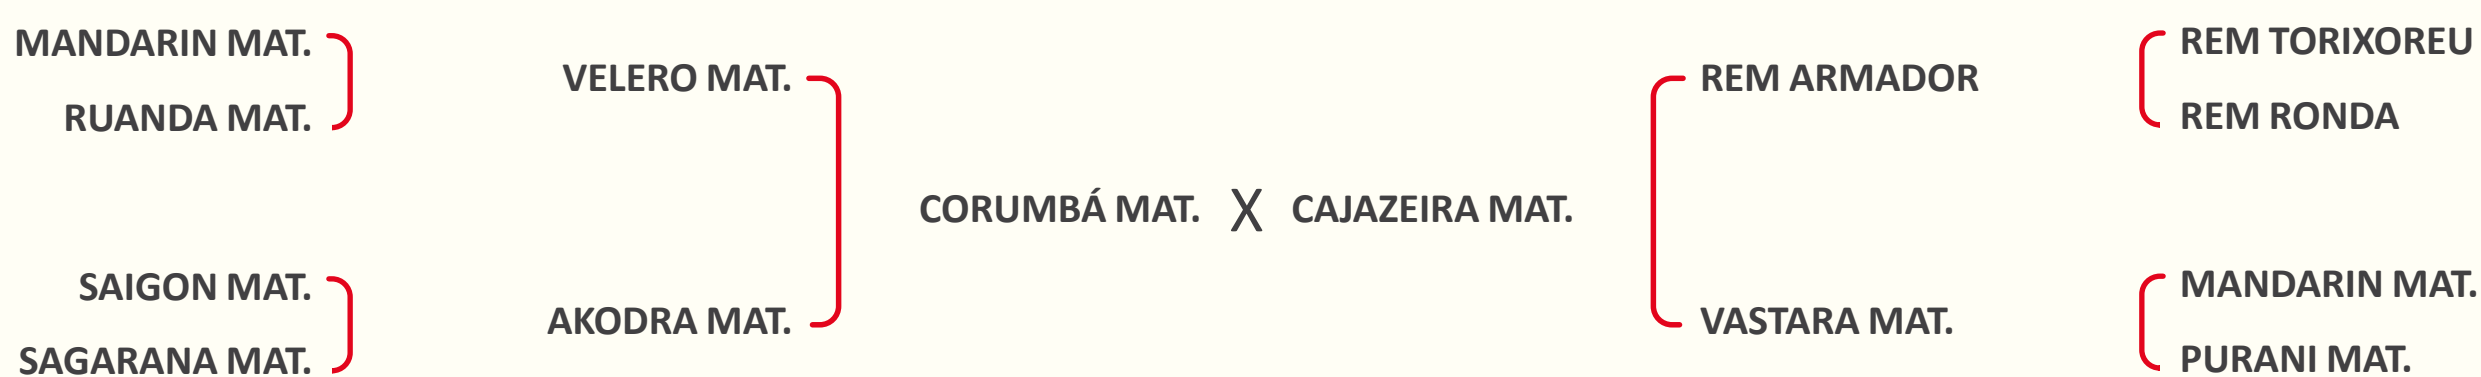 MANDARIN MAT.
RUANDA MAT.
SAIGON MAT.
SAGARANA MAT.
VELERO MAT.
AKODRA MAT.
CORUMBÁ MAT. X CAJAZEIRA MAT.
REM ARMADOR
VASTARA MAT.
REM TORIXOREU
REM RONDA
MANDARIN MAT.
PURANI MAT.